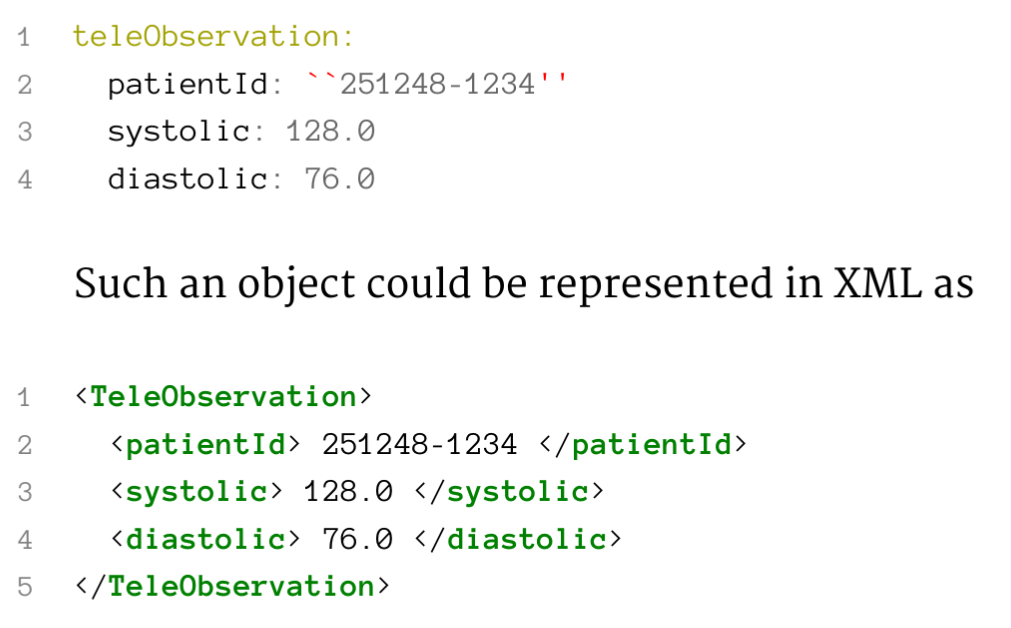 1 teleObservation:
2 patientId: ``251248-1234''
3 systolic: 128.0
4 diastolic: 76.0
Such an object could be represented in XML as
1 <TeleObservation>
2 <patientId> 251248-1234 </patientId>
3 <systolic> 128.0 </systolic>
4 <diastolic> 76.0 </diastolic>
5 </TeleObservation>